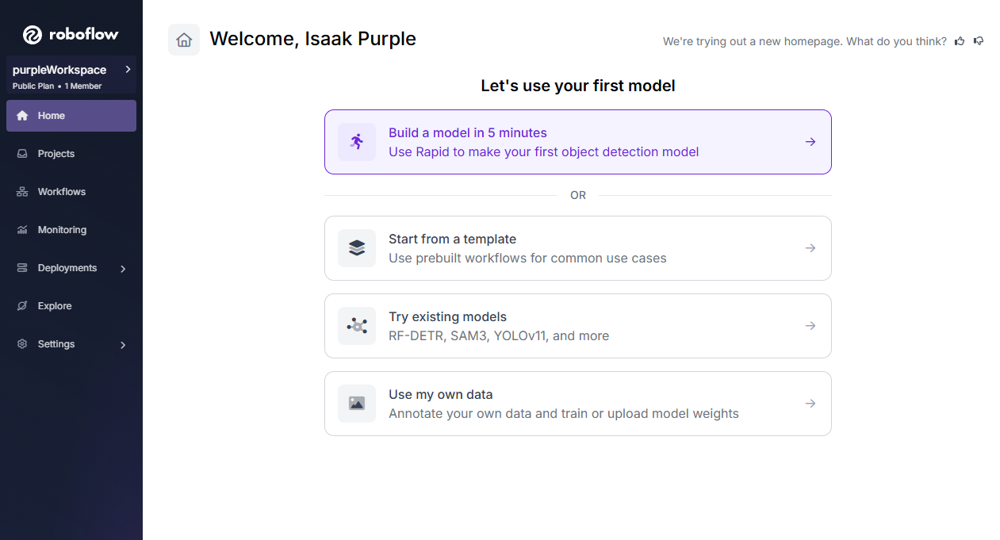 roboflow
purpleWorkspace
Public Plan • 1 Member
Home
Projects
Workflows
Monitoring
Deployments
Explore
Settings
Welcome, Isaak Purple
We're trying out a new homepage. What do you think?
Let's use your first model
Build a model in 5 minutes
Use Rapid to make your first object detection model
OR
Start from a template
Use prebuilt workflows for common use cases
Try existing models
RF-DETR, SAM3, YOLOv11, and more
Use my own data
Annotate your own data and train or upload model weights